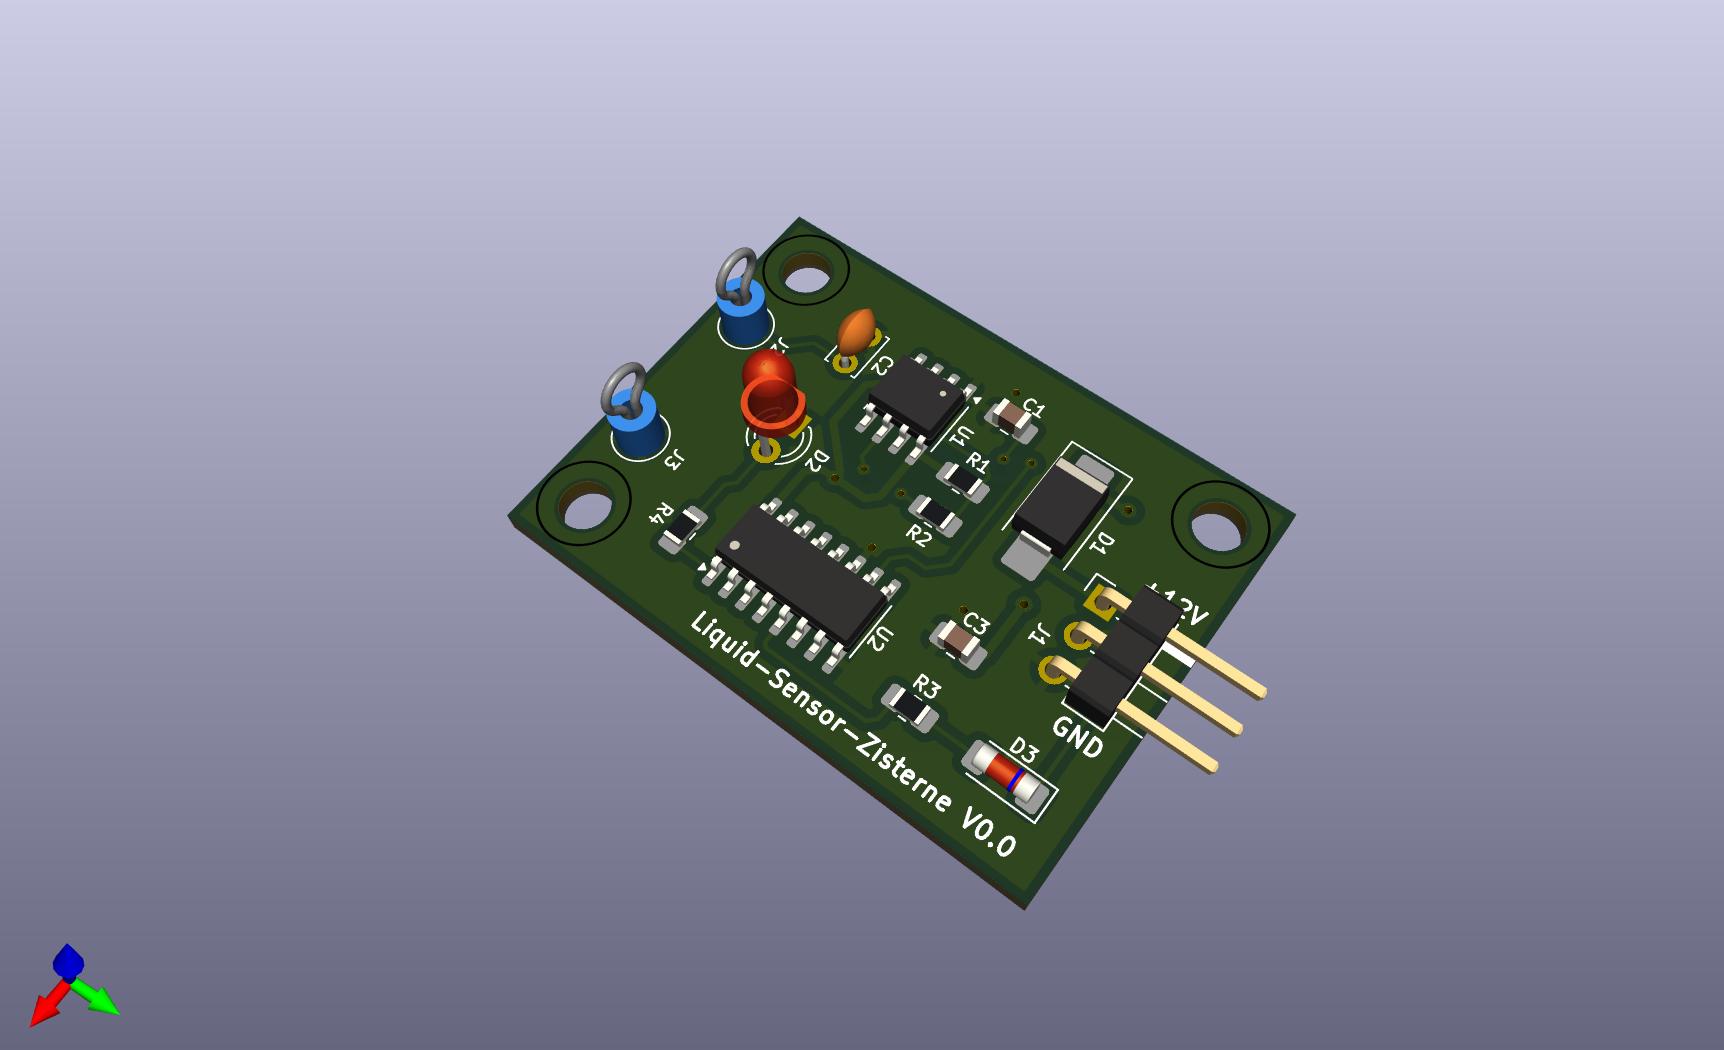 C2
U1
C1
R1
J3
D2
R4
R2
D1
C3
J1
U2
R3
GND
D3
Liquid-Sensor-Zisterne V0.0